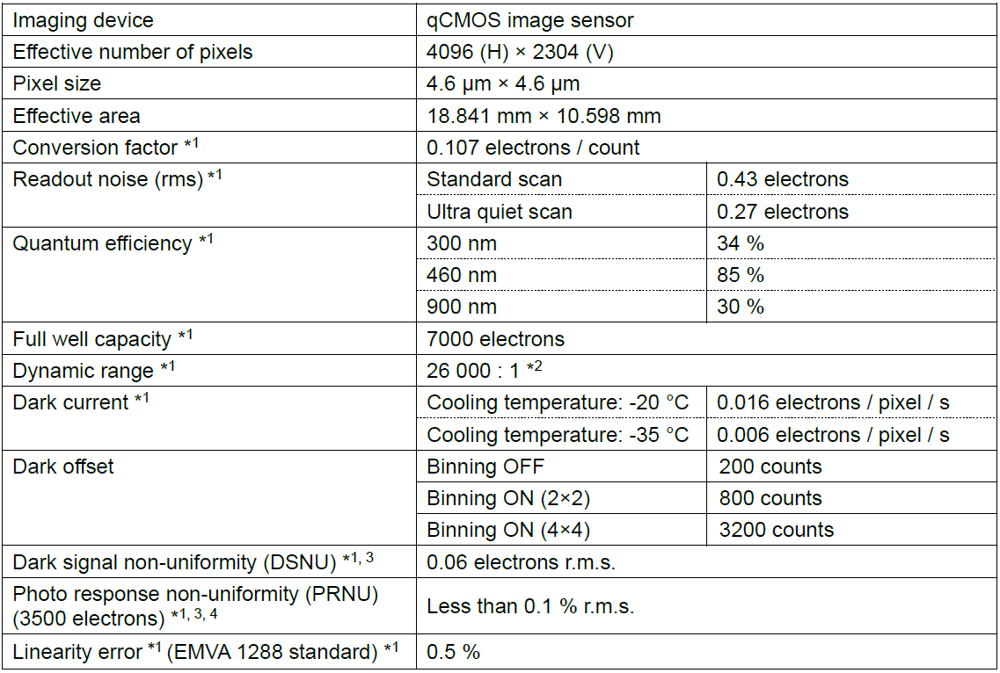 Imaging device qCMOS image sensor
Effective number of pixels 4096 (H) × 2304 (V)
Pixel size 4.6 μm × 4.6 μm
Effective area 18.841 mm × 10.598 mm
Conversion factor *1 0.107 electrons / count
Readout noise (rms) *1 Standard scan 0.43 electrons
Ultra quiet scan 0.27 electrons
Quantum efficiency *1 300 nm 34 %
460 nm 85 %
900 nm 30 %
Full well capacity *1 7000 electrons
Dynamic range *1 26 000 : 1 *2
Dark current *1 Cooling temperature: -20 °C 0.016 electrons / pixel / s
Cooling temperature: -35 °C 0.006 electrons / pixel / s
Dark offset Binning OFF 200 counts
Binning ON (2×2) 800 counts
Binning ON (4×4) 3200 counts
Dark signal non-uniformity (DSNU) *1, 3 0.06 electrons r.m.s.
Photo response non-uniformity (PRNU)
(3500 electrons) *1, 3, 4 Less than 0.1 % r.m.s.
Linearity error *1 (EMVA 1288 standard) *1 0.5 %